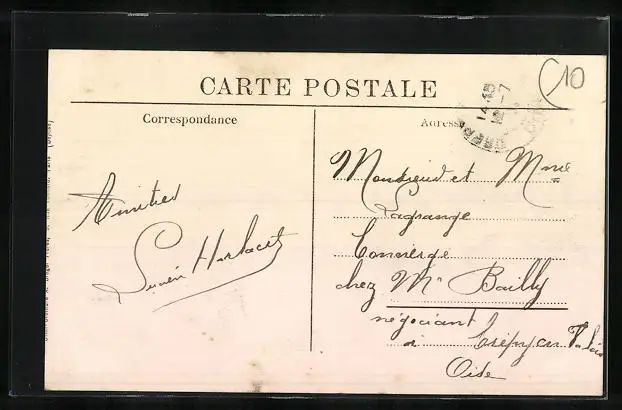 CARTE POSTALE
10
Correspondance
Adresse
Amitiés
Lucien
Monsieur et Mme
Lagrange
Concierge
chez Mr Bailly
négociant
à Crépy en Valois
Oise